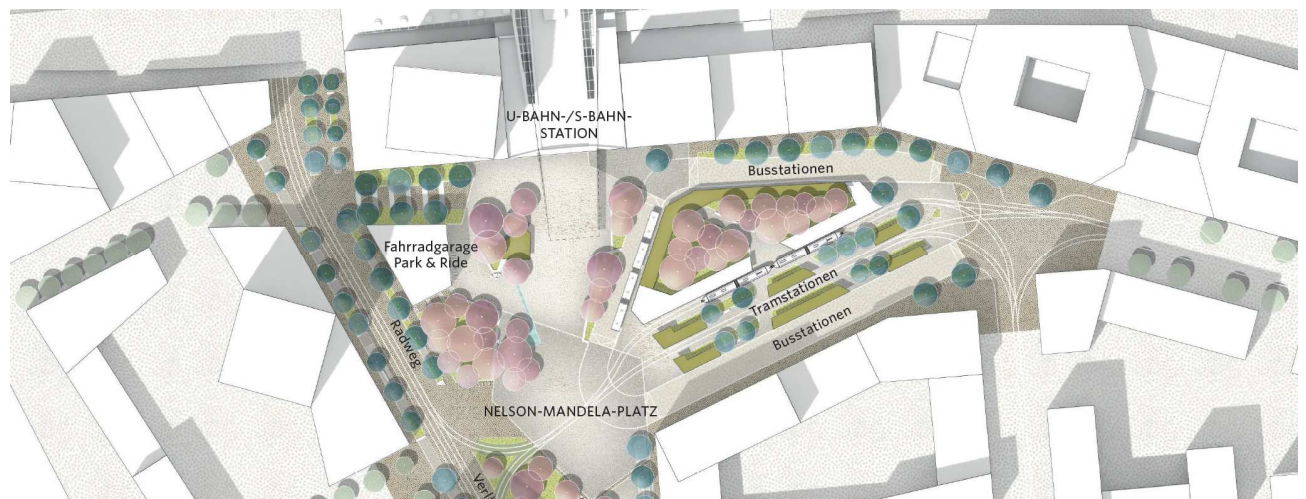 U-BAHN-/S-BAHN-
STATION
Busstationen
Fahrradgarage
Park & Ride
Tramstationen
Busstationen
Radweg
NELSON-MANDELA-PLATZ